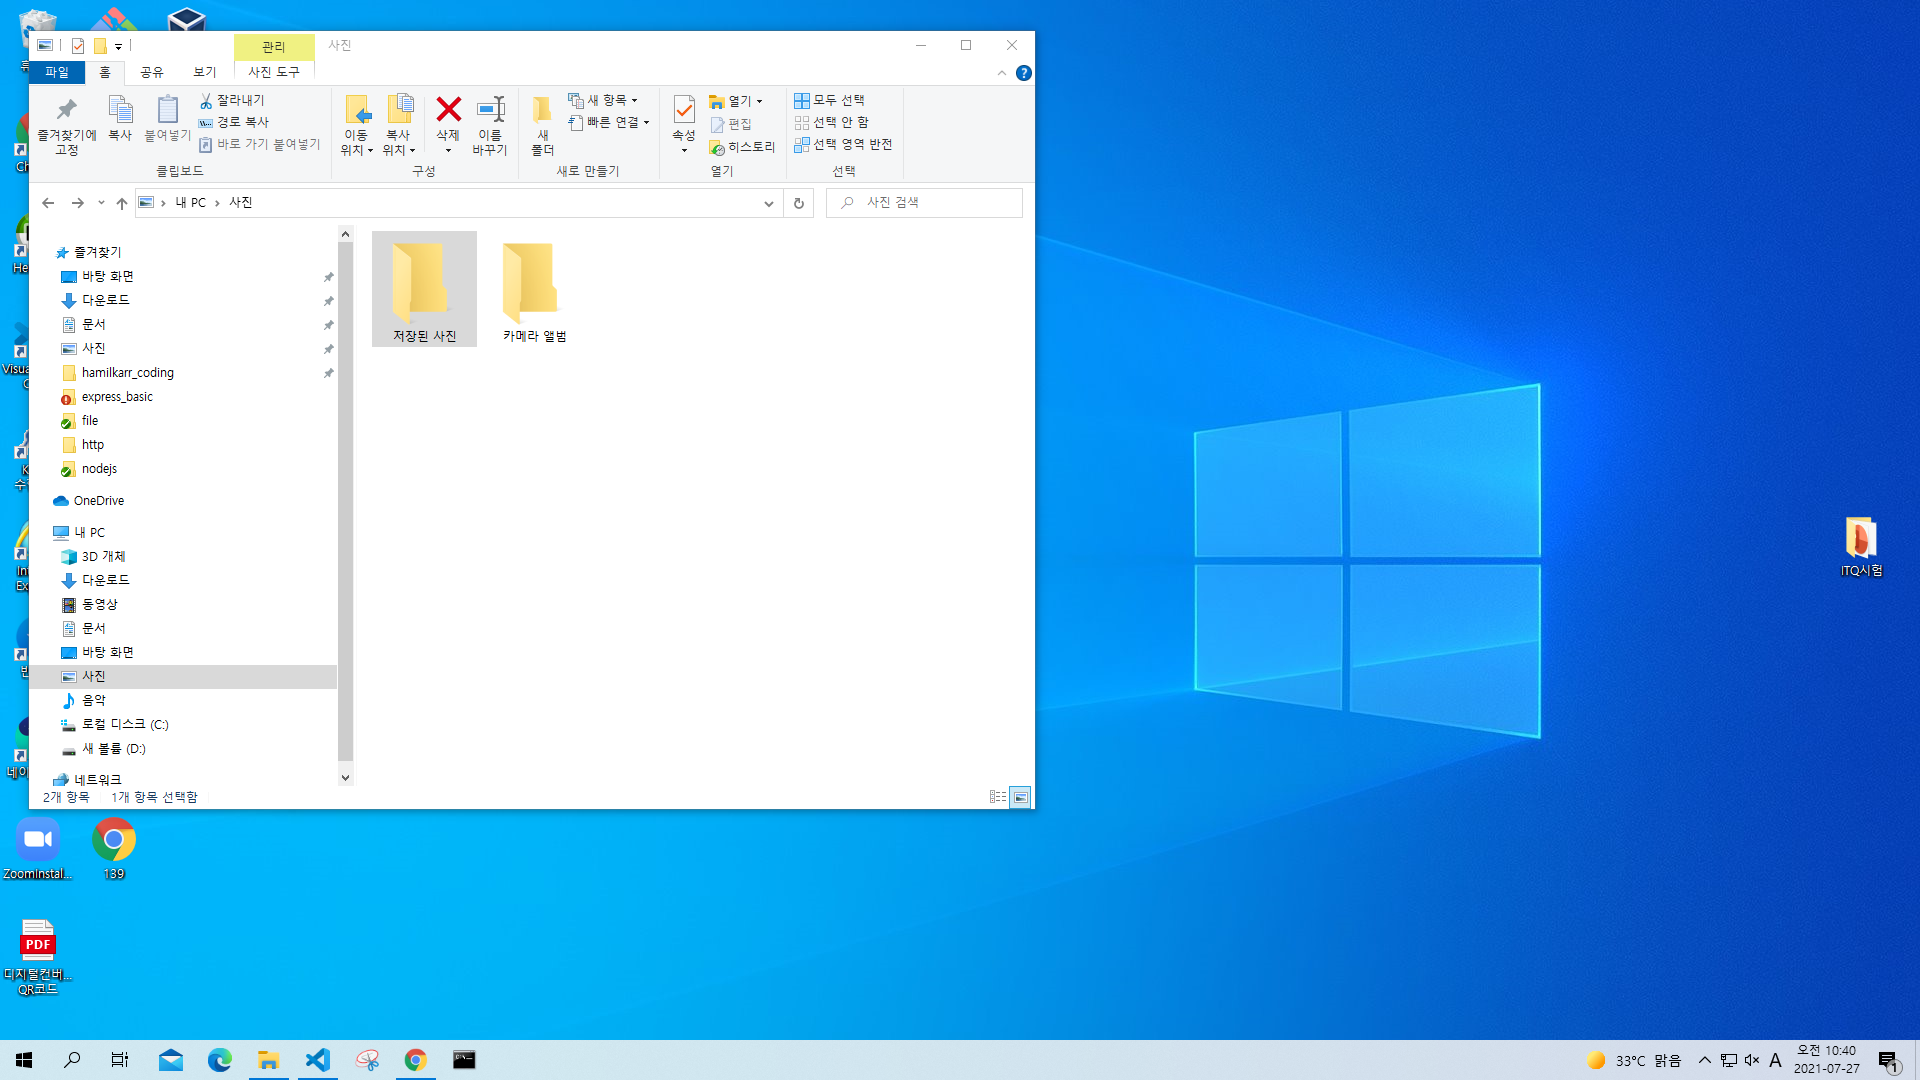 관리
사진
파일
홈
공유
보기
사진 도구
즐겨찾기에
고정
복사
붙여넣기
잘라내기
경로 복사
바로 가기 붙여넣기
클립보드
이동
위치
복사
위치
삭제
이름
바꾸기
구성
새
폴더
새 항목
빠른 연결
새로 만들기
속성
열기
편집
히스토리
열기
모두 선택
선택 안 함
선택 영역 반전
선택
내 PC
사진
사진 검색
즐겨찾기
바탕 화면
다운로드
문서
사진
hamilkarr_coding
express_basic
file
http
nodejs
OneDrive
내 PC
3D 개체
다운로드
동영상
문서
바탕 화면
사진
음악
로컬 디스크 (C:)
새 볼륨 (D:)
네트워크
저장된 사진
카메라 앨범
2개 항목
1개 항목 선택함
ZoomInstal...
139
PDF
디지털컨버...
QR코드
ITQ시험
33°C 맑음
A
오전 10:40
2021-07-27
1